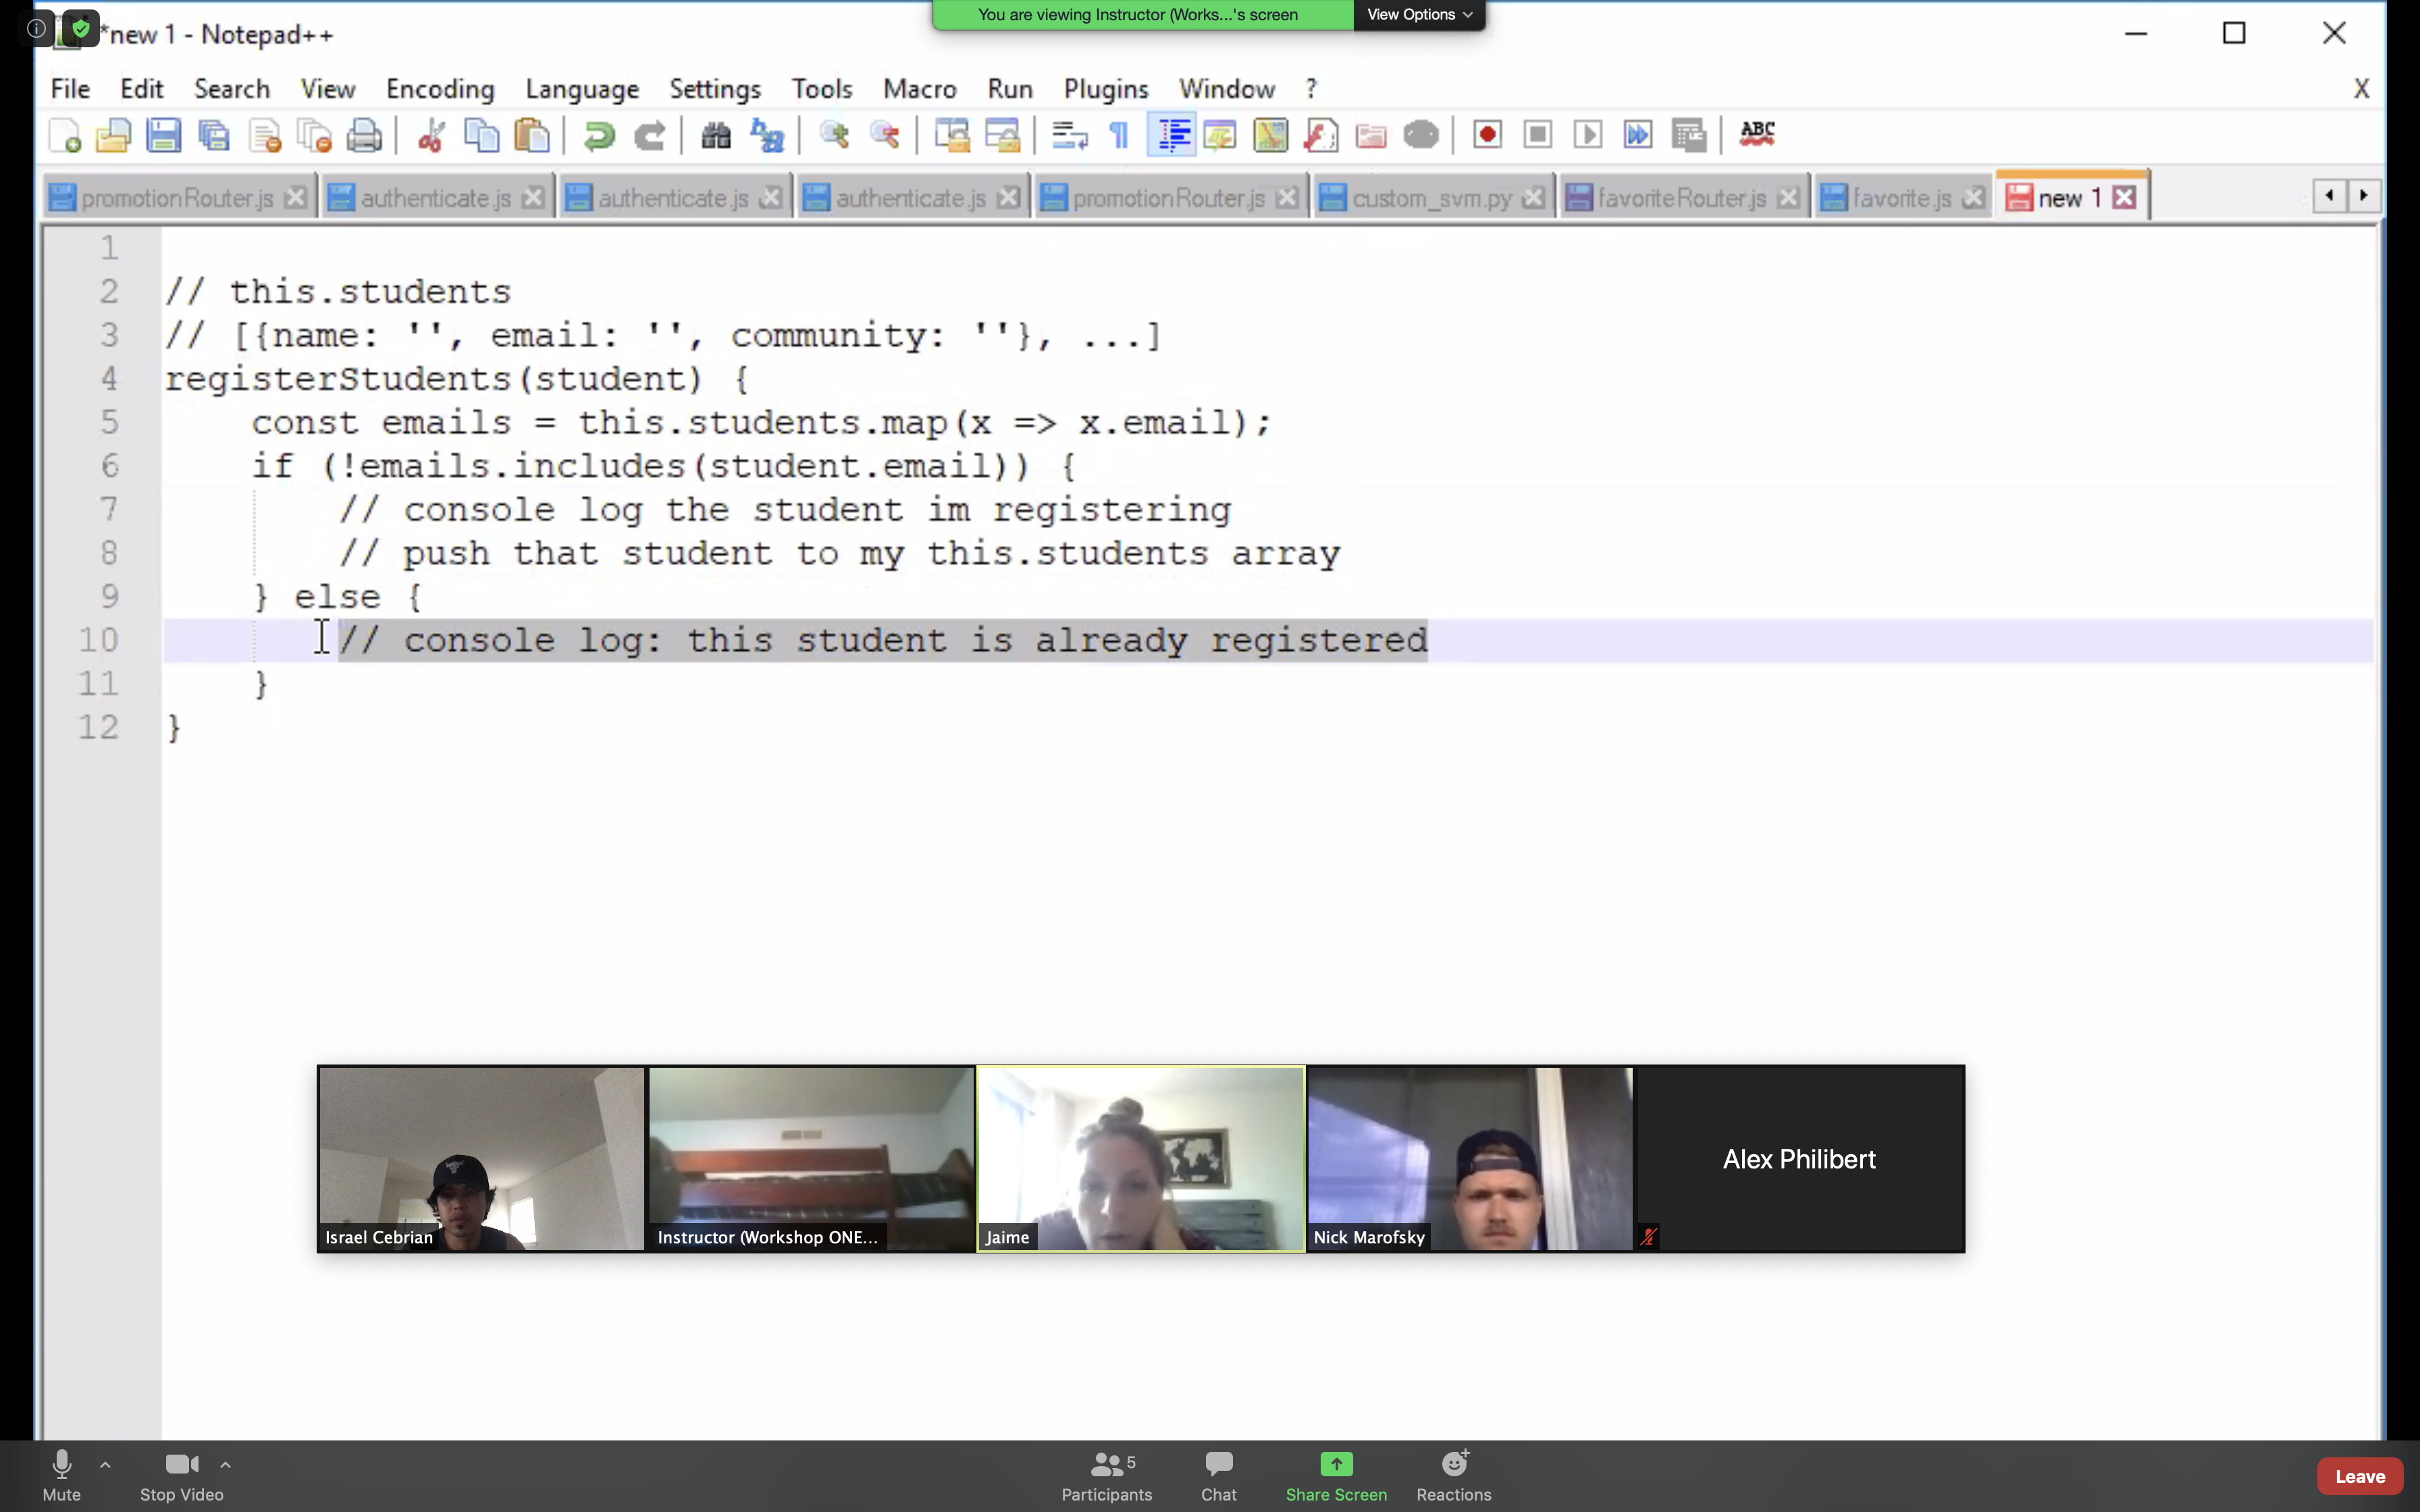 You are viewing Instructor (Works...'s screen
View Options
*new 1 - Notepad++
File Edit Search View Encoding Language Settings Tools Macro Run Plugins Window ? X
ABC
promotionRouter.js authenticate.js authenticate.js authenticate.js promotionRouter.js custom_svm.py favoriteRouter.js favorite.js new 1
1
2 // this.students
3 // [{name: '', email: '', community: ''}, ...]
4 registerStudents(student) {
5 const emails = this.students.map(x => x.email);
6 if (!emails.includes(student.email)) {
7 // console log the student im registering
8 // push that student to my this.students array
9 } else {
10 // console log: this student is already registered
11 }
12 }
Alex Philibert
Israel Cebrian
Instructor (Workshop ONE...
Jaime
Nick Marofsky
5
Mute
Stop Video
Participants
Chat
Share Screen
Reactions
Leave